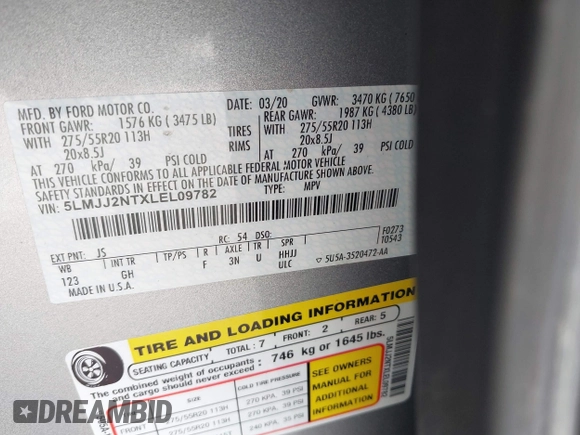 MFD. BY FORD MOTOR CO.
DATE: 03/20 GVWR: 3470 KG ( 7650
FRONT GAWR: 1576 KG ( 3475 LB)
REAR GAWR: 1987 KG ( 4380 LB)
WITH 275/55R20 113H TIRES WITH 275/55R20 113H
20x8.5J RIMS 20x8.5J
AT 270 kPa/ 39 PSI COLD AT 270 kPa/ 39 PSI COLD
THIS VEHICLE CONFORMS TO ALL APPLICABLE FEDERAL MOTOR VEHICLE
SAFETY STANDARDS IN EFFECT ON THE DATE OF MANUFACTURE SHOWN ABOVE.
VIN: 5LMJJ2NTXLEL09782 TYPE: MPV
EXT PNT: JS RC: 54 DSO: F0273
WB INT TR TP/PS R AXLE TR SPR 10543
123 GH F 3N U HHJJ
ULC 5U5A-3520472-AA
MADE IN U.S.A.
TIRE AND LOADING INFORMATION
SEATING CAPACITY TOTAL: 7 FRONT: 2 REAR: 5
The combined weight of occupants
and cargo should never exceed : 746 kg or 1645 lbs.
SIZE COLD TIRE PRESSURE
FRONT 275/55R20 113H 270 KPA, 39 PSI
275/55R20 113H 270 KPA, 39 PSI
240 KPA, 35 PSI
SEE OWNERS
MANUAL FOR
ADDITIONAL
INFORMATION
DREAMBID